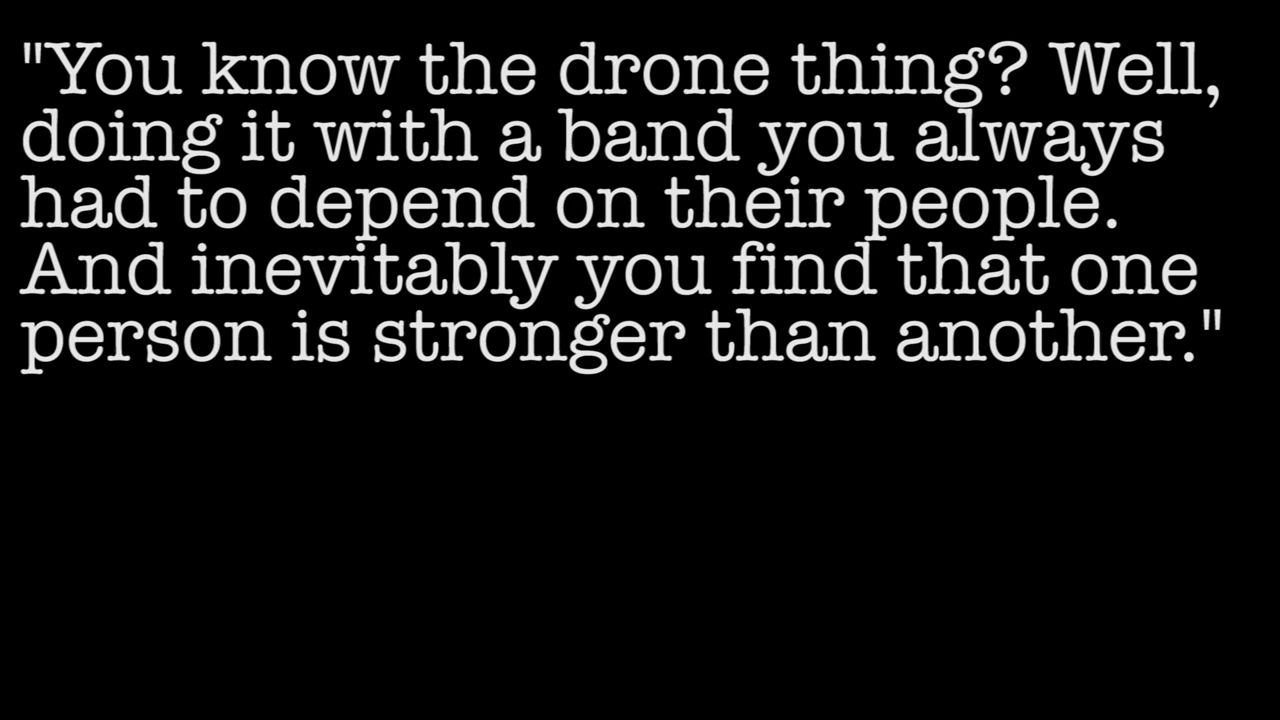 "You know the drone thing? Well,
doing it with a band you always
had to depend on their people.
And inevitably you find that one
person is stronger than another."